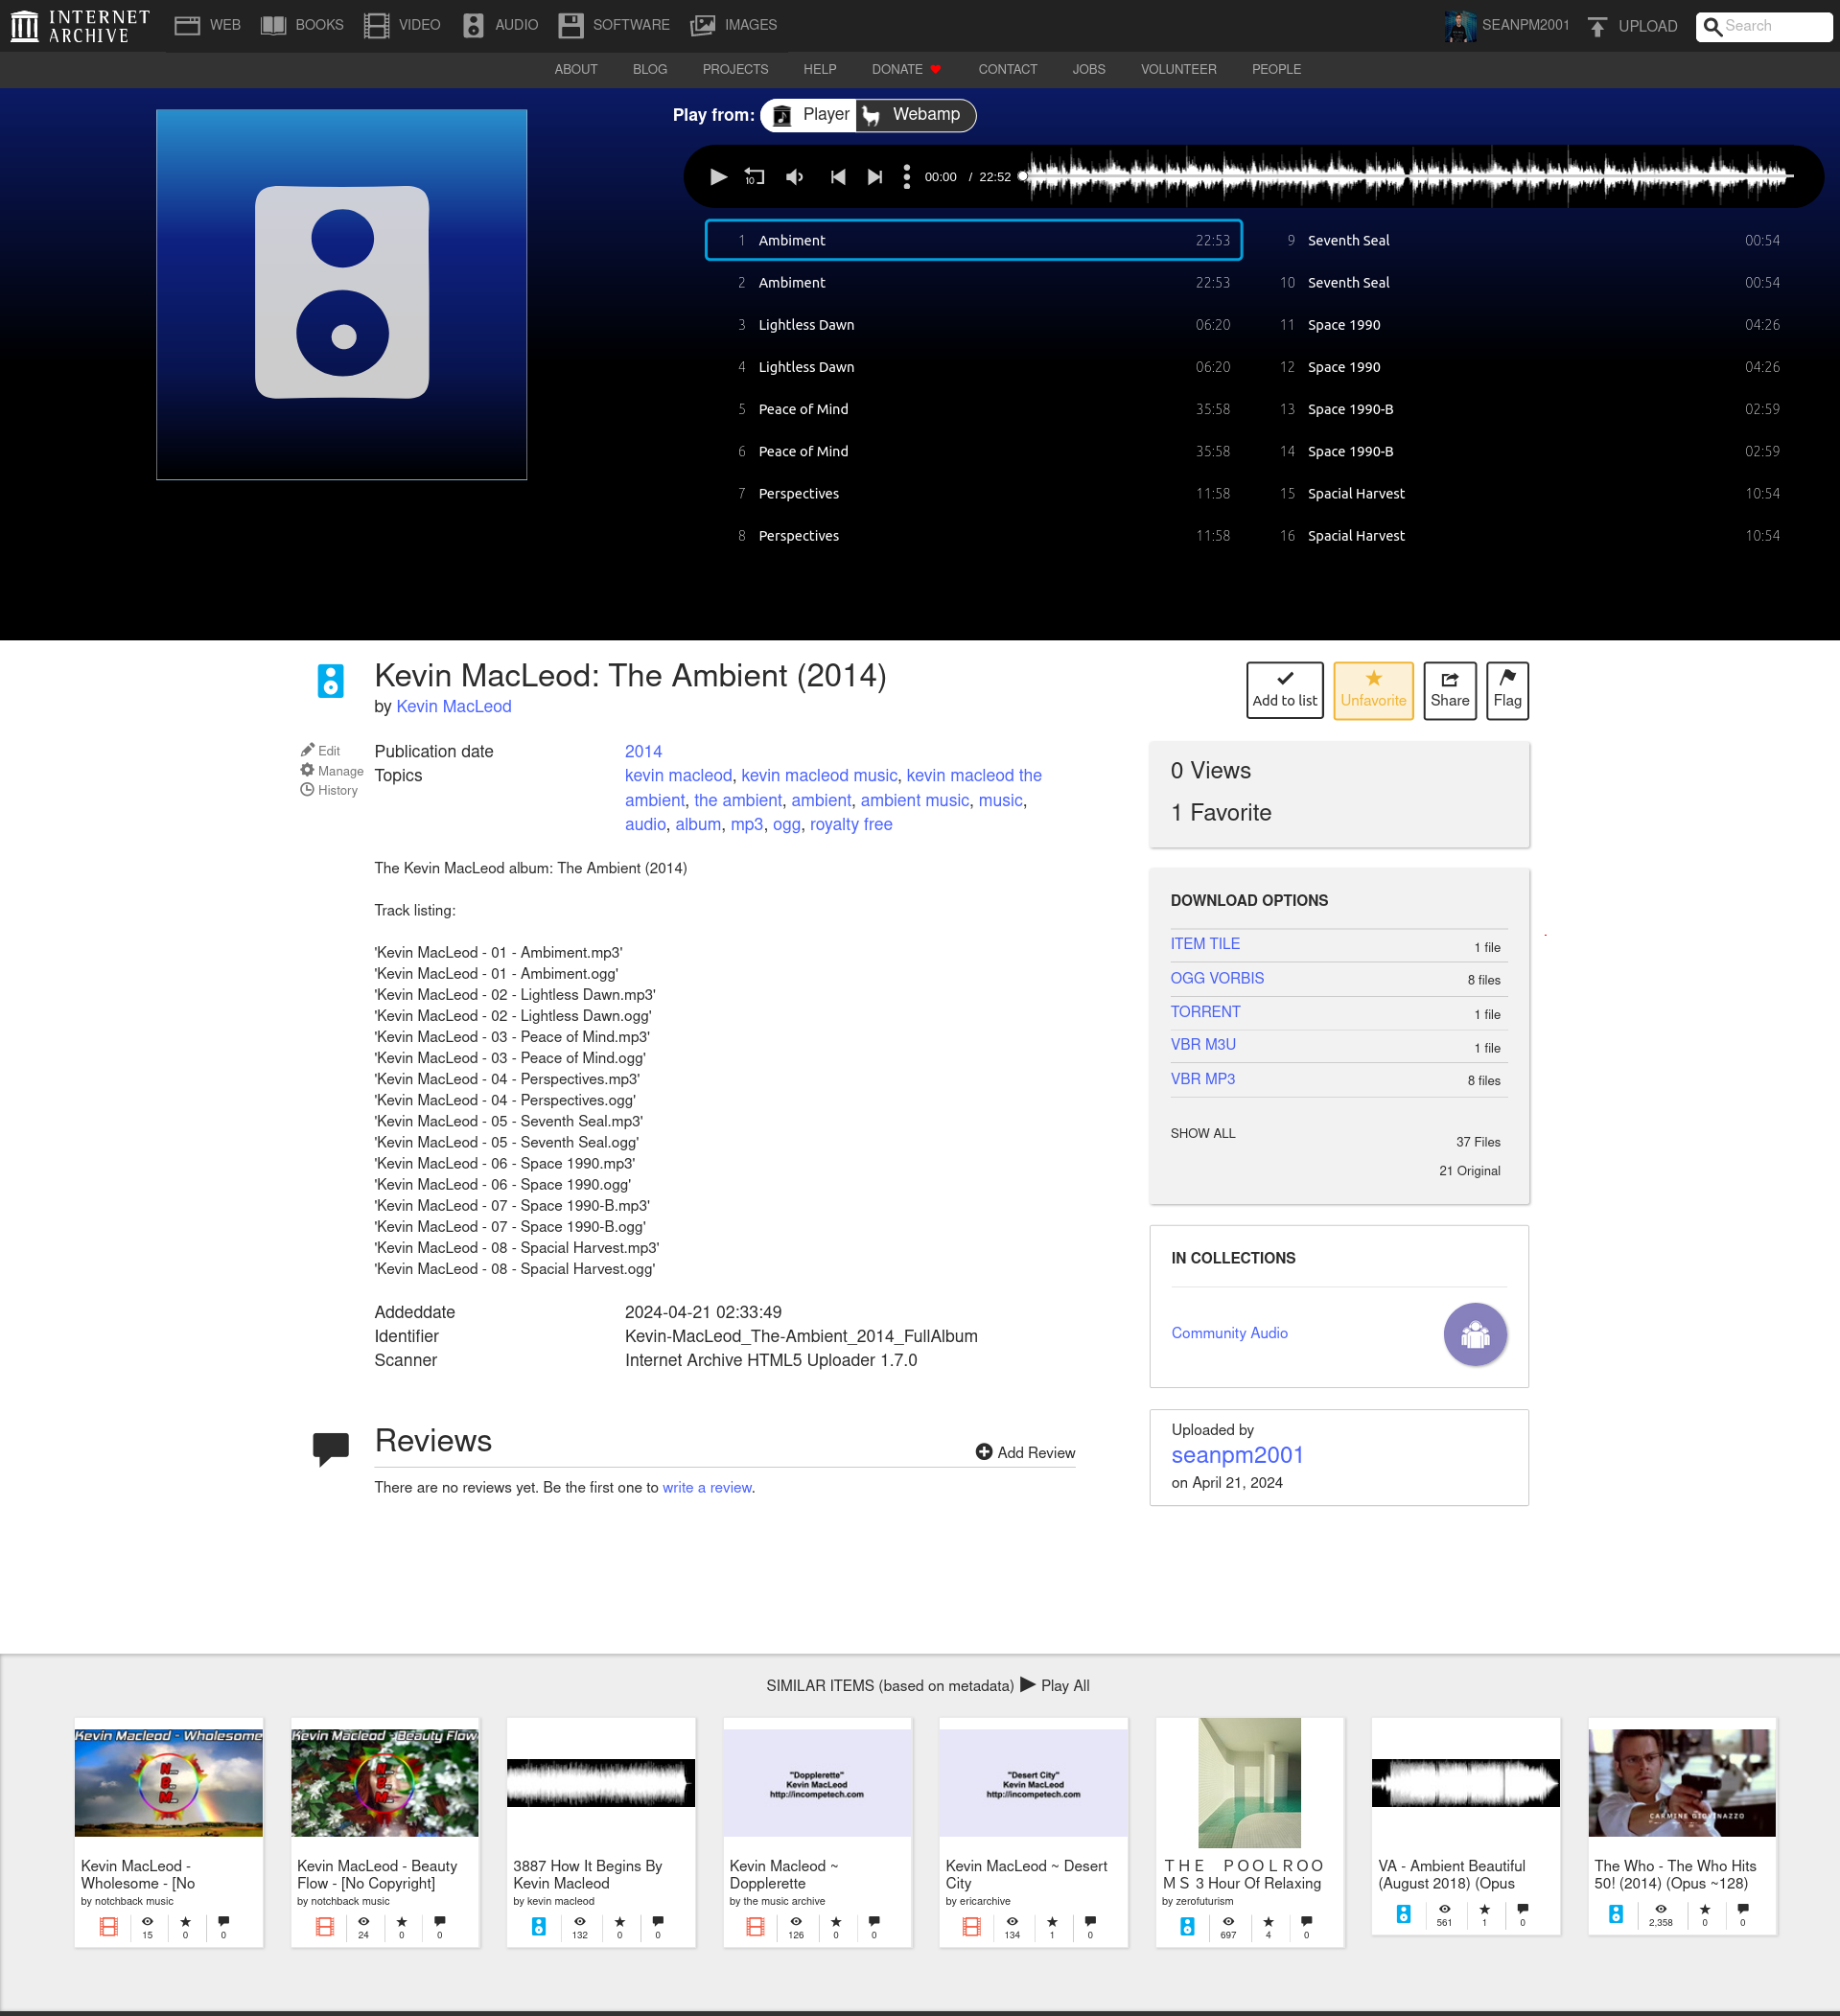 INTERNET ARCHIVE
WEB
BOOKS
VIDEO
AUDIO
SOFTWARE
IMAGES
SEANPM2001
UPLOAD
Search
ABOUT
BLOG
PROJECTS
HELP
DONATE
CONTACT
JOBS
VOLUNTEER
PEOPLE
Play from:
Player
Webamp
10
00:00 / 22:52
1 Ambiment 22:53
2 Ambiment 22:53
3 Lightless Dawn 06:20
4 Lightless Dawn 06:20
5 Peace of Mind 35:58
6 Peace of Mind 35:58
7 Perspectives 11:58
8 Perspectives 11:58
9 Seventh Seal 00:54
10 Seventh Seal 00:54
11 Space 1990 04:26
12 Space 1990 04:26
13 Space 1990-B 02:59
14 Space 1990-B 02:59
15 Spacial Harvest 10:54
16 Spacial Harvest 10:54
Kevin MacLeod: The Ambient (2014)
by Kevin MacLeod
Edit
Manage
History
Publication date 2014
Topics kevin macleod, kevin macleod music, kevin macleod the
ambient, the ambient, ambient, ambient music, music,
audio, album, mp3, ogg, royalty free
The Kevin MacLeod album: The Ambient (2014)
Track listing:
'Kevin MacLeod - 01 - Ambiment.mp3'
'Kevin MacLeod - 01 - Ambiment.ogg'
'Kevin MacLeod - 02 - Lightless Dawn.mp3'
'Kevin MacLeod - 02 - Lightless Dawn.ogg'
'Kevin MacLeod - 03 - Peace of Mind.mp3'
'Kevin MacLeod - 03 - Peace of Mind.ogg'
'Kevin MacLeod - 04 - Perspectives.mp3'
'Kevin MacLeod - 04 - Perspectives.ogg'
'Kevin MacLeod - 05 - Seventh Seal.mp3'
'Kevin MacLeod - 05 - Seventh Seal.ogg'
'Kevin MacLeod - 06 - Space 1990.mp3'
'Kevin MacLeod - 06 - Space 1990.ogg'
'Kevin MacLeod - 07 - Space 1990-B.mp3'
'Kevin MacLeod - 07 - Space 1990-B.ogg'
'Kevin MacLeod - 08 - Spacial Harvest.mp3'
'Kevin MacLeod - 08 - Spacial Harvest.ogg'
Addeddate 2024-04-21 02:33:49
Identifier Kevin-MacLeod_The-Ambient_2014_FullAlbum
Scanner Internet Archive HTML5 Uploader 1.7.0
Reviews
Add Review
There are no reviews yet. Be the first one to write a review.
Add to list
Unfavorite
Share
Flag
0 Views
1 Favorite
DOWNLOAD OPTIONS
ITEM TILE 1 file
OGG VORBIS 8 files
TORRENT 1 file
VBR M3U 1 file
VBR MP3 8 files
SHOW ALL 37 Files
21 Original
IN COLLECTIONS
Community Audio
Uploaded by
seanpm2001
on April 21, 2024
SIMILAR ITEMS (based on metadata) Play All
Kevin Macleod - Wholesome
Kevin MacLeod -
Wholesome - [No
by notchback music
15 0 0
Kevin Macleod - Beauty Flow
Kevin MacLeod - Beauty
Flow - [No Copyright]
by notchback music
24 0 0
3887 How It Begins By
Kevin Macleod
by kevin macleod
132 0 0
"Dopplerette"
Kevin MacLeod
http://incompetech.com
Kevin Macleod ~
Dopplerette
by the music archive
126 0 0
"Desert City"
Kevin MacLeod
http://incompetech.com
Kevin MacLeod ~ Desert
City
by ericarchive
134 1 0
ＴＨＥ　ＰＯＯＬＲＯＯ
ＭＳ 3 Hour Of Relaxing
by zerofuturism
697 4 0
VA - Ambient Beautiful
(August 2018) (Opus
561 1 0
CARMINE GIOVINAZZO
The Who - The Who Hits
50! (2014) (Opus ~128)
2,358 0 0